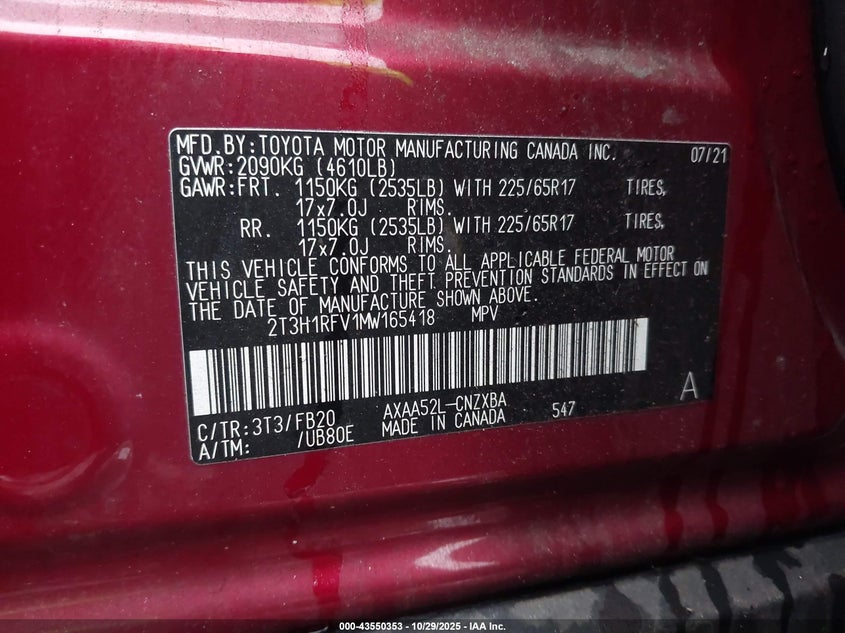 MFD.BY:TOYOTA MOTOR MANUFACTURING CANADA INC. 07/21
GVWR:2090KG (4610LB)
GAWR:FRT. 1150KG (2535LB) WITH 225/65R17 TIRES,
17x7.0J RIMS.
RR. 1150KG (2535LB) WITH 225/65R17 TIRES,
17x7.0J RIMS.
THIS VEHICLE CONFORMS TO ALL APPLICABLE FEDERAL MOTOR
VEHICLE SAFETY AND THEFT PREVENTION STANDARDS IN EFFECT ON
THE DATE OF MANUFACTURE SHOWN ABOVE.
2T3H1RFV1MW165418 MPV
A
C/TR:3T3/FB20 AXAA52L-CNZXBA 547
A/TM: /UB80E MADE IN CANADA
000-43550353 - 10/29/2025 - IAA Inc.